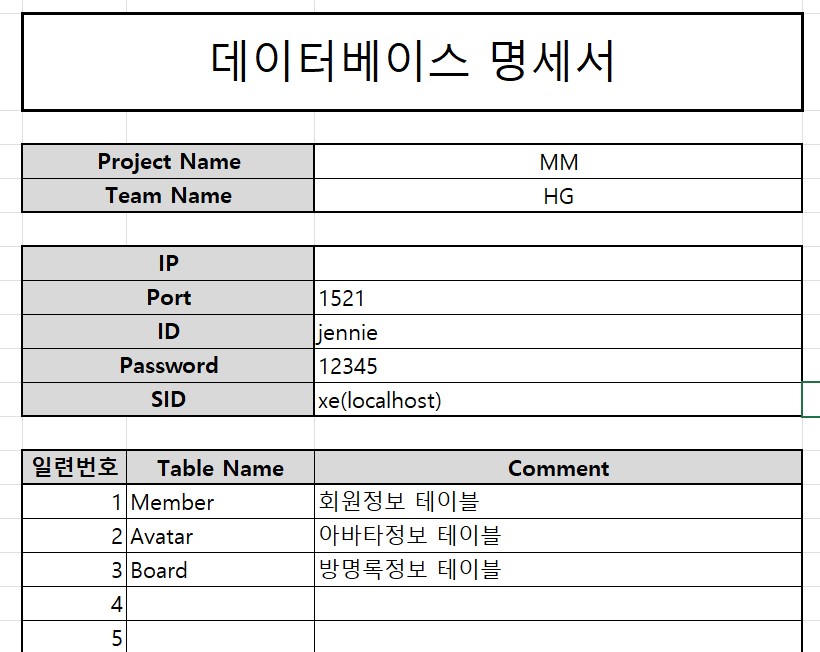 데이터베이스 명세서
Project Name MM
Team Name HG
IP
Port 1521
ID jennie
Password 12345
SID xe(localhost)
일련번호 Table Name Comment
1 Member 회원정보 테이블
2 Avatar 아바타정보 테이블
3 Board 방명록정보 테이블
4
5